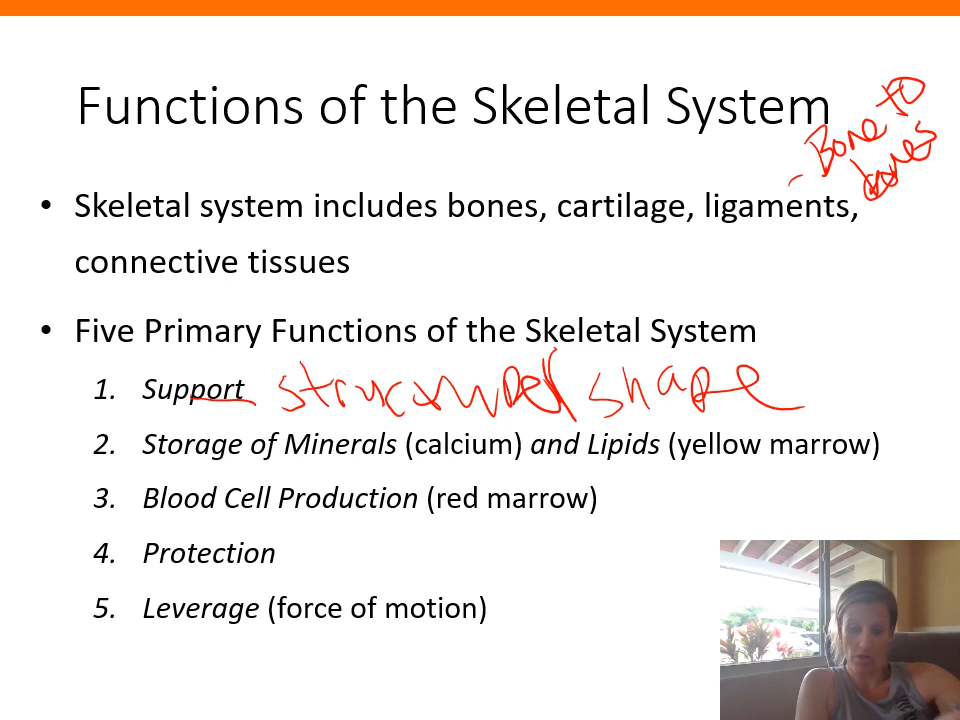 Functions of the Skeletal System
- Bone to
bones
• Skeletal system includes bones, cartilage, ligaments,
connective tissues
• Five Primary Functions of the Skeletal System
1. Support shape
2. Storage of Minerals (calcium) and Lipids (yellow marrow)
3. Blood Cell Production (red marrow)
4. Protection
5. Leverage (force of motion)